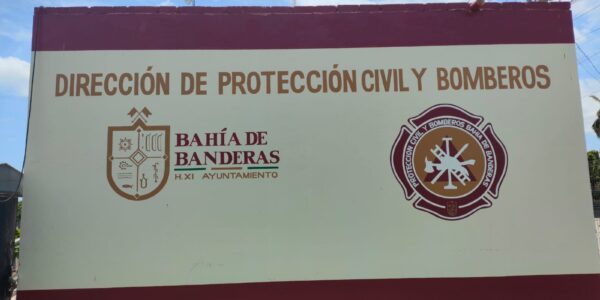 DIRECCIÓN DE PROTECCIÓN CIVIL Y BOMBEROS
BAHÍA DE
BANDERAS
H. XI AYUNTAMIENTO
PROTECCIÓN CIVIL Y BOMBEROS BAHÍA DE BANDERAS